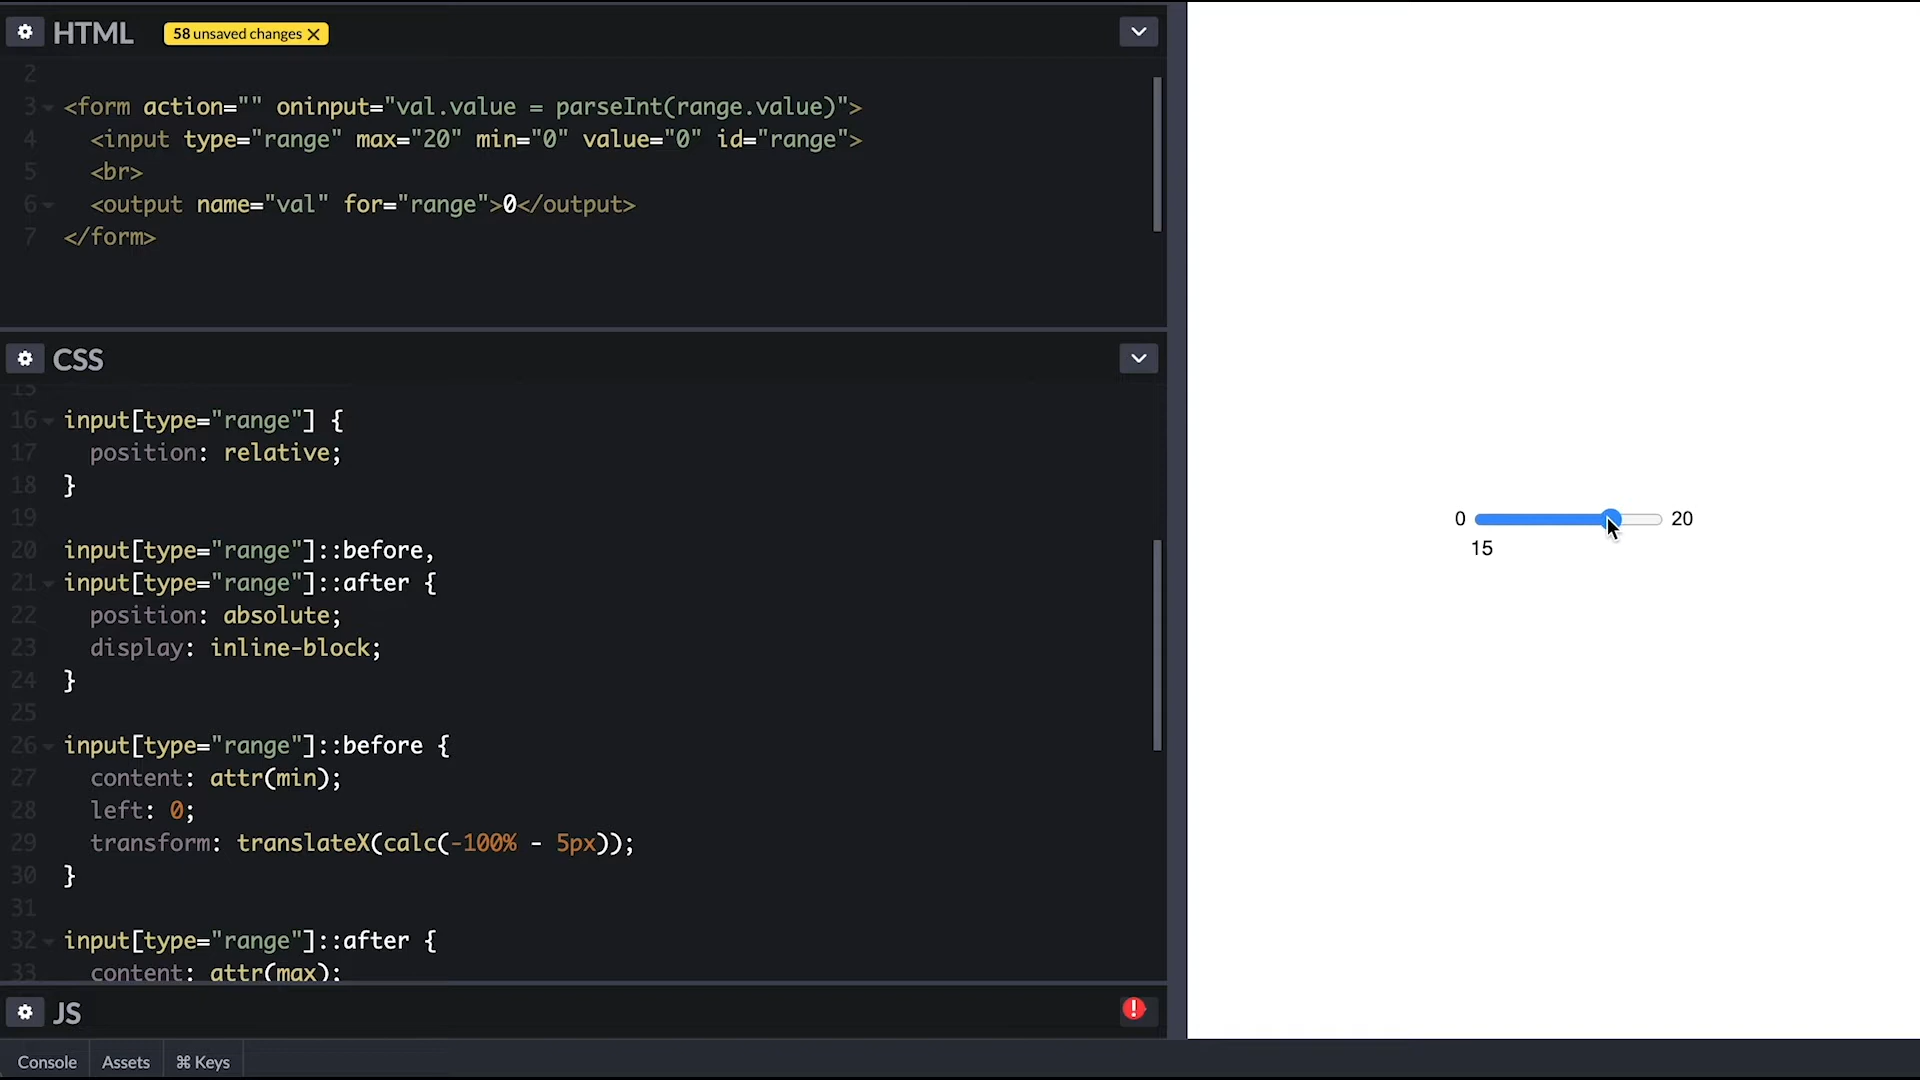 HTML
58 unsaved changes
2
3 <form action="" oninput="val.value = parseInt(range.value)">
4 <input type="range" max="20" min="0" value="0" id="range">
5 <br>
6 <output name="val" for="range">0</output>
7 </form>
CSS
15
16 input[type="range"] {
17 position: relative;
18 }
19
20 input[type="range"]::before,
21 input[type="range"]::after {
22 position: absolute;
23 display: inline-block;
24 }
25
26 input[type="range"]::before {
27 content: attr(min);
28 left: 0;
29 transform: translateX(calc(-100% - 5px));
30 }
31
32 input[type="range"]::after {
33 content: attr(max);
JS
Console Assets ⌘ Keys
0 20
15